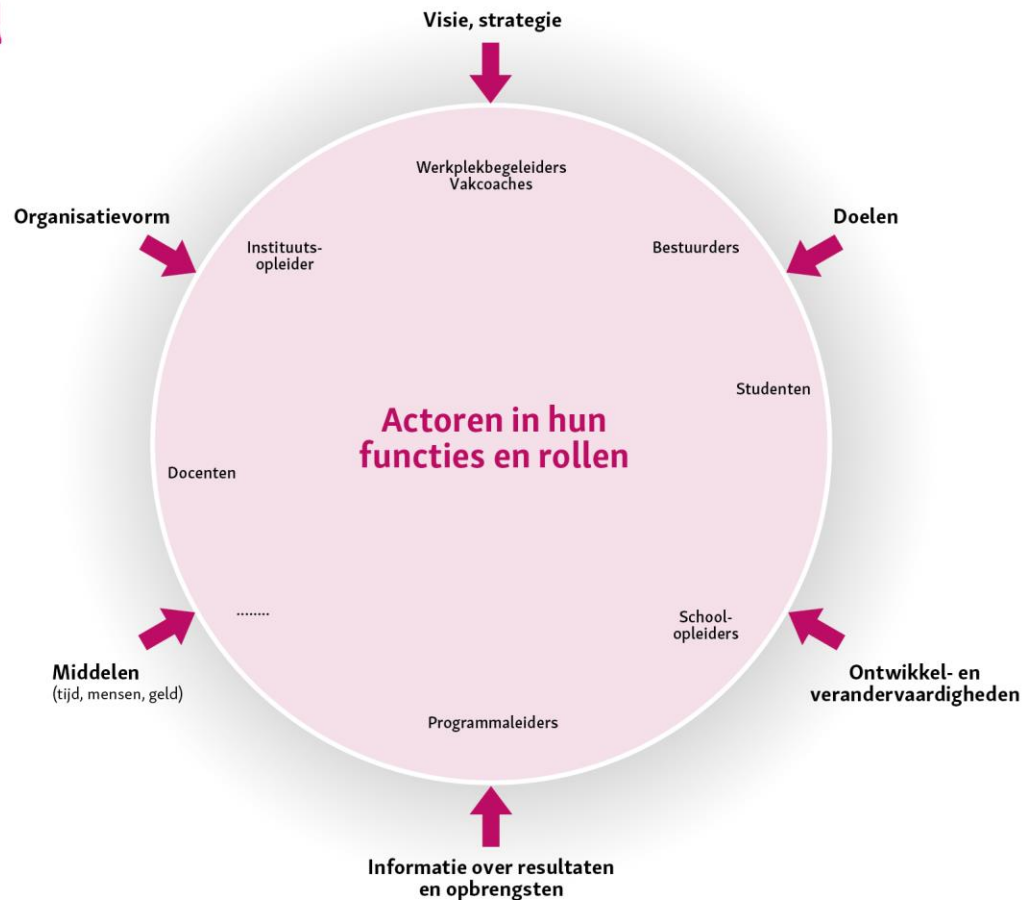 Visie, strategie
Werkplekbegeleiders
Vakcoaches
Organisatievorm
Doelen
Instituuts-
opleider
Bestuurders
Studenten
Actoren in hun
functies en rollen
Docenten
........
School-
opleiders
Middelen
(tijd, mensen, geld)
Ontwikkel- en
verandervaardigheden
Programmaleiders
Informatie over resultaten
en opbrengsten